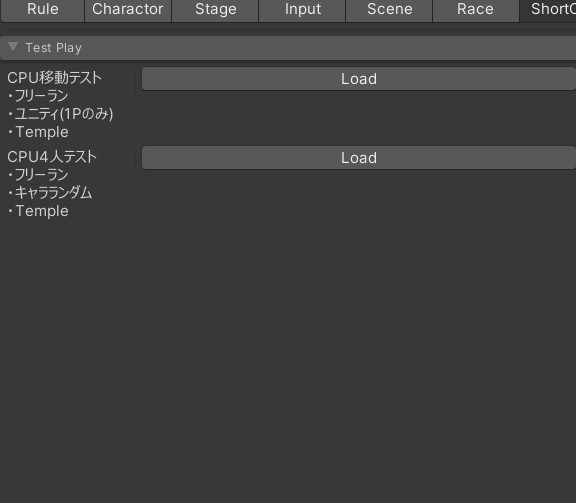 Rule Charactor Stage Input Scene Race ShortC
Test Play
CPU移動テスト Load
・フリーラン
・ユニティ(1Pのみ)
・Temple
CPU4人テスト Load
・フリーラン
・キャラランダム
・Temple